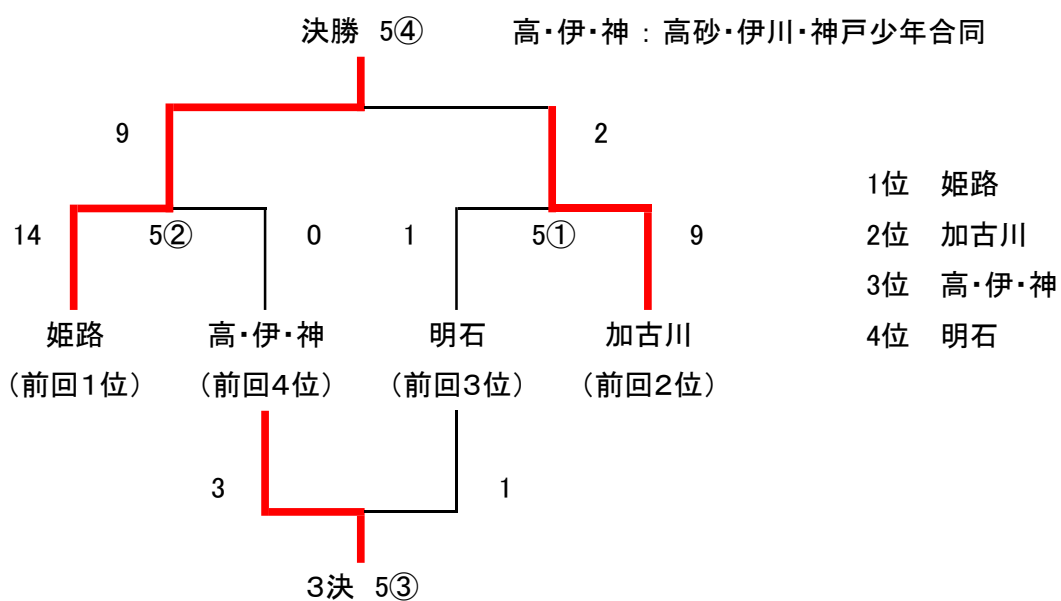 決勝 5④ 高・伊・神 : 高砂・伊川・神戸少年合同
9 2
1位 姫路
14 5② 0 1 5① 9
2位 加古川
3位 高・伊・神
姫路 高・伊・神 明石 加古川
4位 明石
(前回1位) (前回4位) (前回3位) (前回2位)
3 1
3決 5③